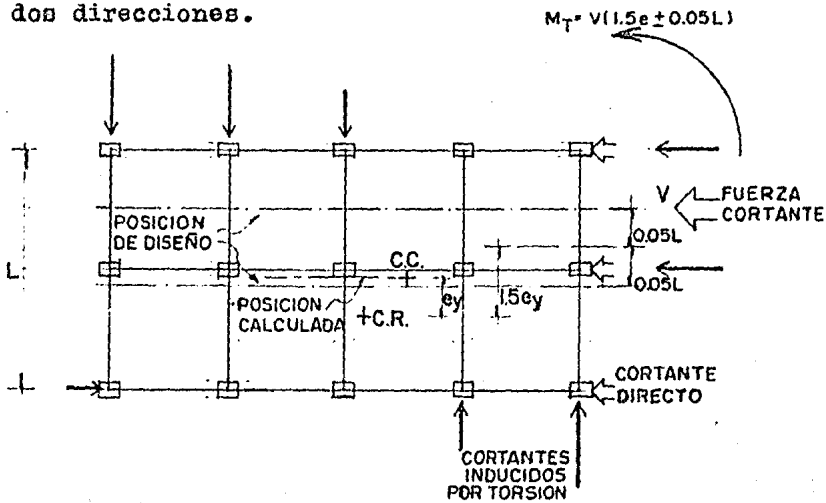 dos direcciones.
M_T= V(1.5e ± 0.05L)
V
FUERZA
CORTANTE
POSICION
DE DISEÑO
0.05L
L
C.C.
0.05L
POSICION
CALCULADA
ey
1.5ey
+C.R.
CORTANTE
DIRECTO
CORTANTES
INDUCIDOS
POR TORSION